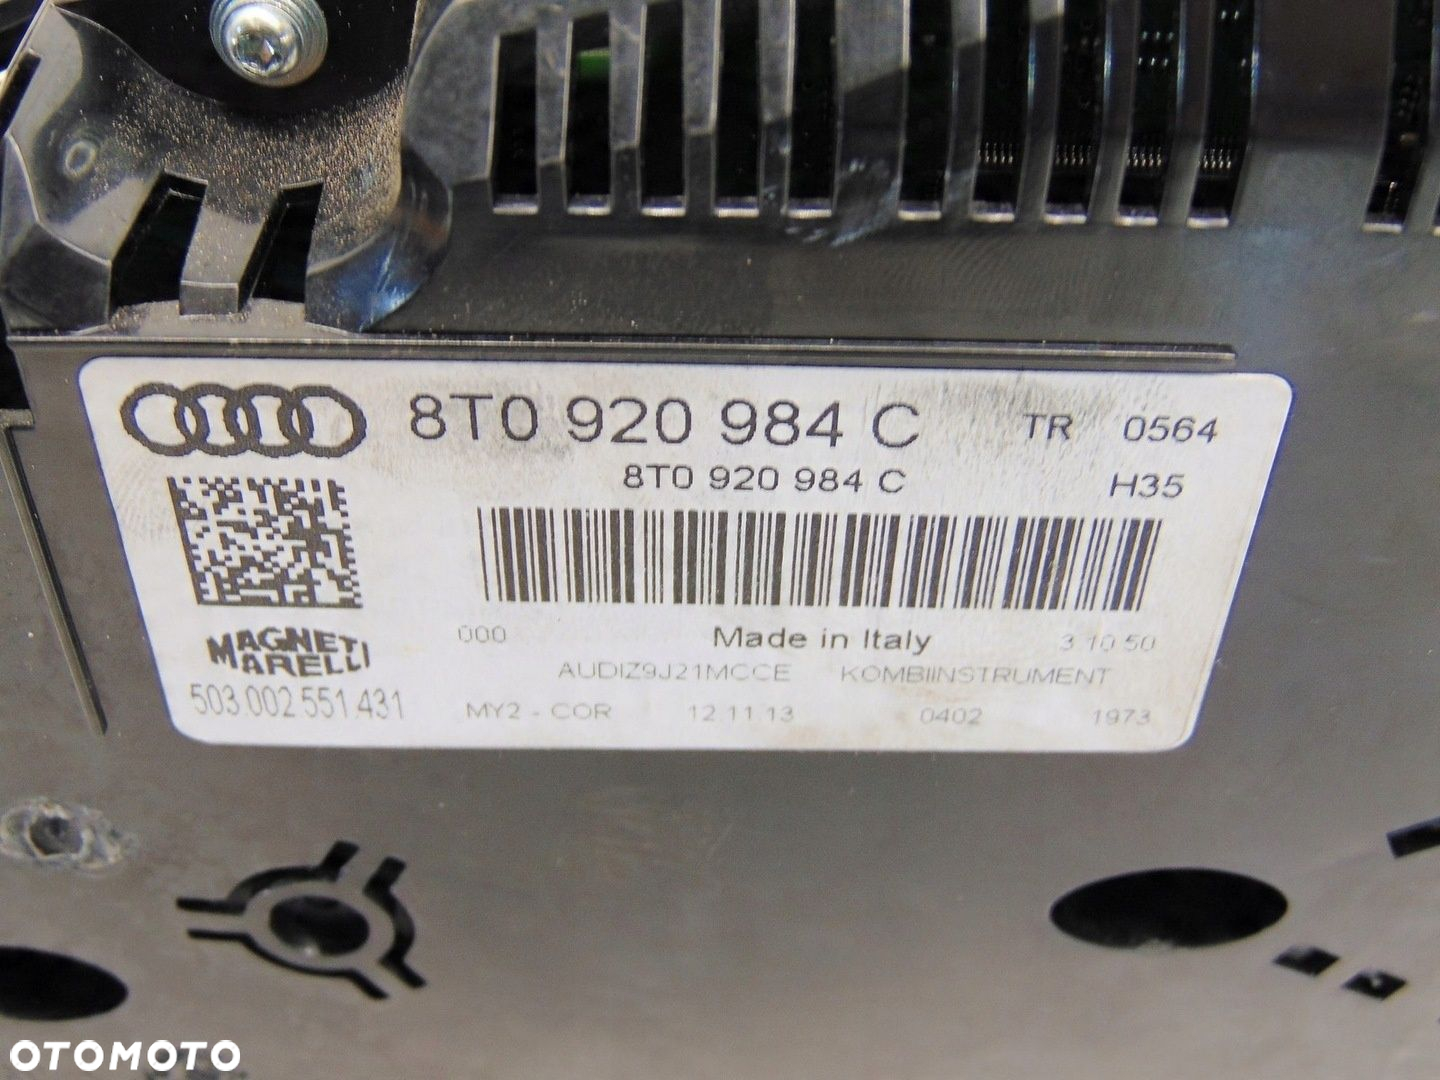 8T0 920 984 C TR 0564
8T0 920 984 C H35
000 Made in Italy 3 10 50
MAGNETI MARELLI
AUDIZ9J21MCCE KOMBIINSTRUMENT
503.002.551.431 MY2 - COR 12.11.13 0402 1973
OTOMOTO